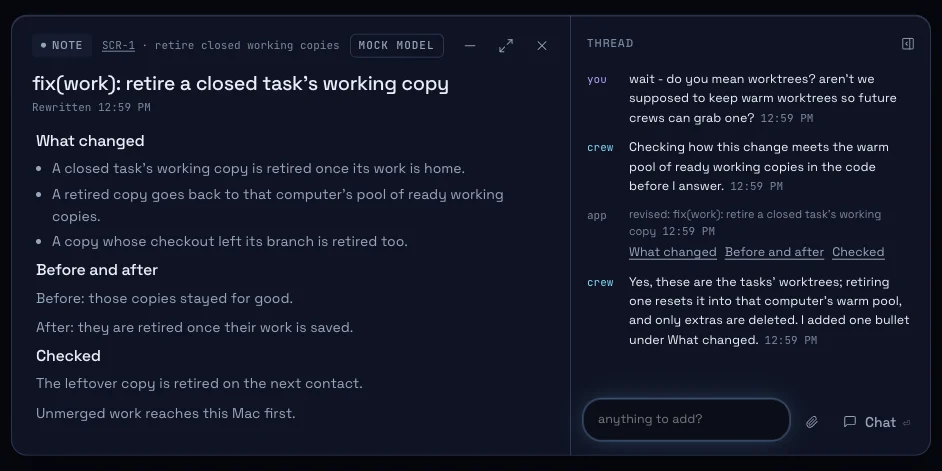 NOTE SCR-1 · retire closed working copies MOCK MODEL
fix(work): retire a closed task's working copy
Rewritten 12:59 PM
What changed
• A closed task's working copy is retired once its work is home.
• A retired copy goes back to that computer's pool of ready working
copies.
• A copy whose checkout left its branch is retired too.
Before and after
Before: those copies stayed for good.
After: they are retired once their work is saved.
Checked
The leftover copy is retired on the next contact.
Unmerged work reaches this Mac first.
THREAD
you wait - do you mean worktrees? aren't we
supposed to keep warm worktrees so future
crews can grab one? 12:59 PM
crew Checking how this change meets the warm
pool of ready working copies in the code
before I answer. 12:59 PM
app revised: fix(work): retire a closed task's working
copy 12:59 PM
What changed Before and after Checked
crew Yes, these are the tasks' worktrees; retiring
one resets it into that computer's warm pool,
and only extras are deleted. I added one bullet
under What changed. 12:59 PM
anything to add?
Chat ⏎